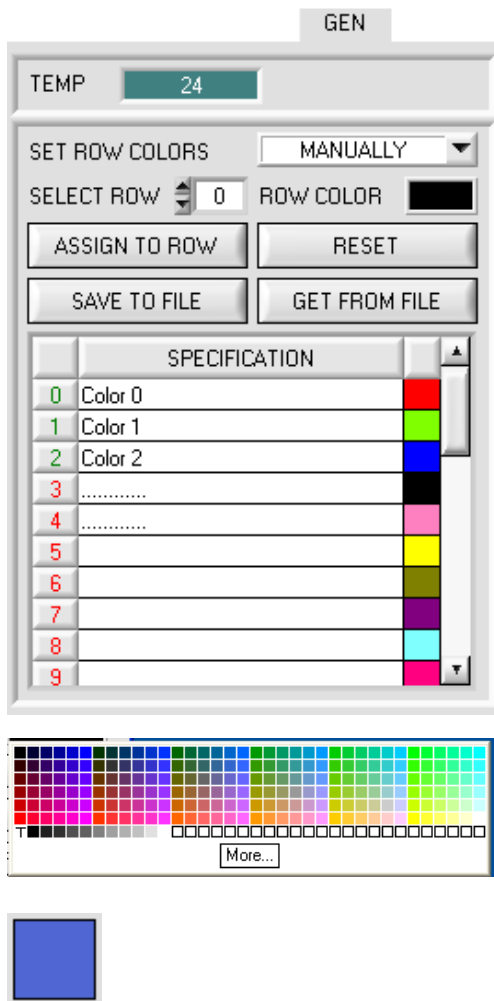 GEN
TEMP 24
SET ROW COLORS MANUALLY
SELECT ROW 0 ROW COLOR
ASSIGN TO ROW RESET
SAVE TO FILE GET FROM FILE
SPECIFICATION
0 Color 0
1 Color 1
2 Color 2
3 ............
4 ............
5
6
7
8
9
T
More...